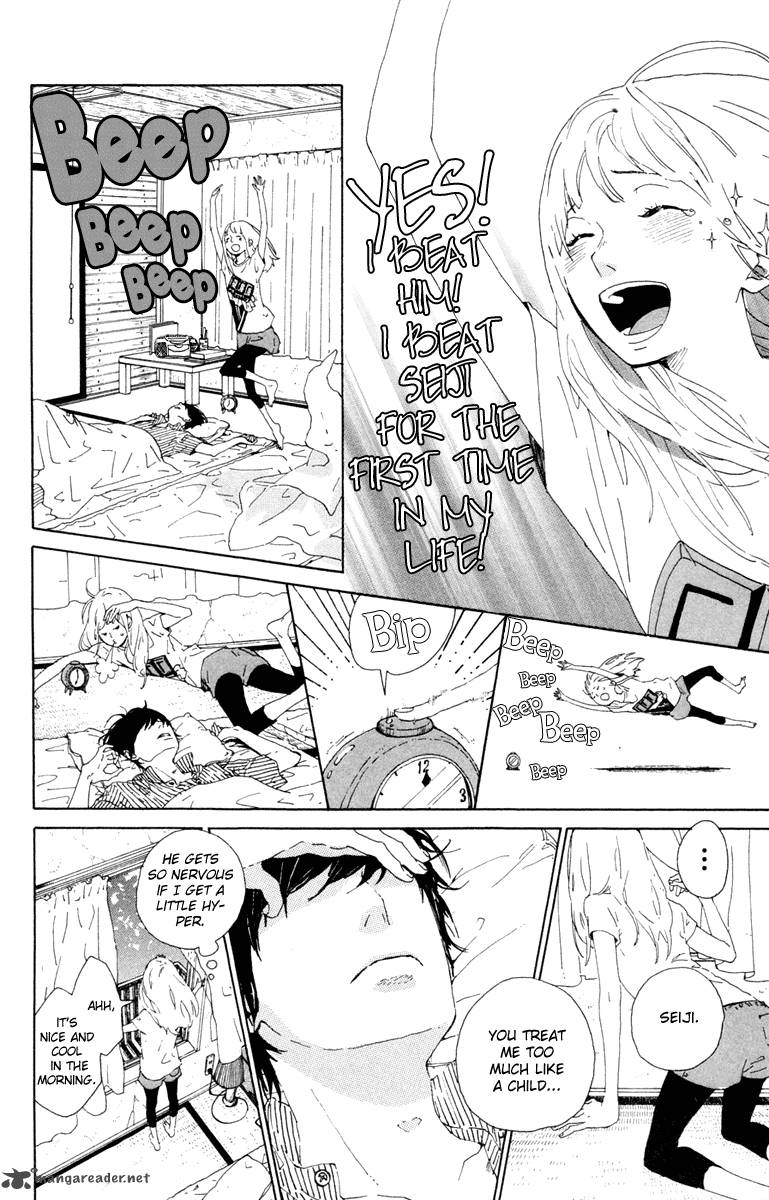 YES!
I BEAT
HIM!
I BEAT
SEIJI
FOR THE
FIRST TIME
IN MY
LIFE!
Beep
Beep
Beep
Beep
Beep
Beep
Beep
Beep
Bip
12
3
...
SEIJI.
YOU TREAT
ME TOO
MUCH LIKE
A CHILD...
HE GETS
SO NERVOUS
IF I GET A
LITTLE HY-
PER.
AHH,
IT'S
NICE AND
COOL
IN THE
MORNING.
mangareader.net